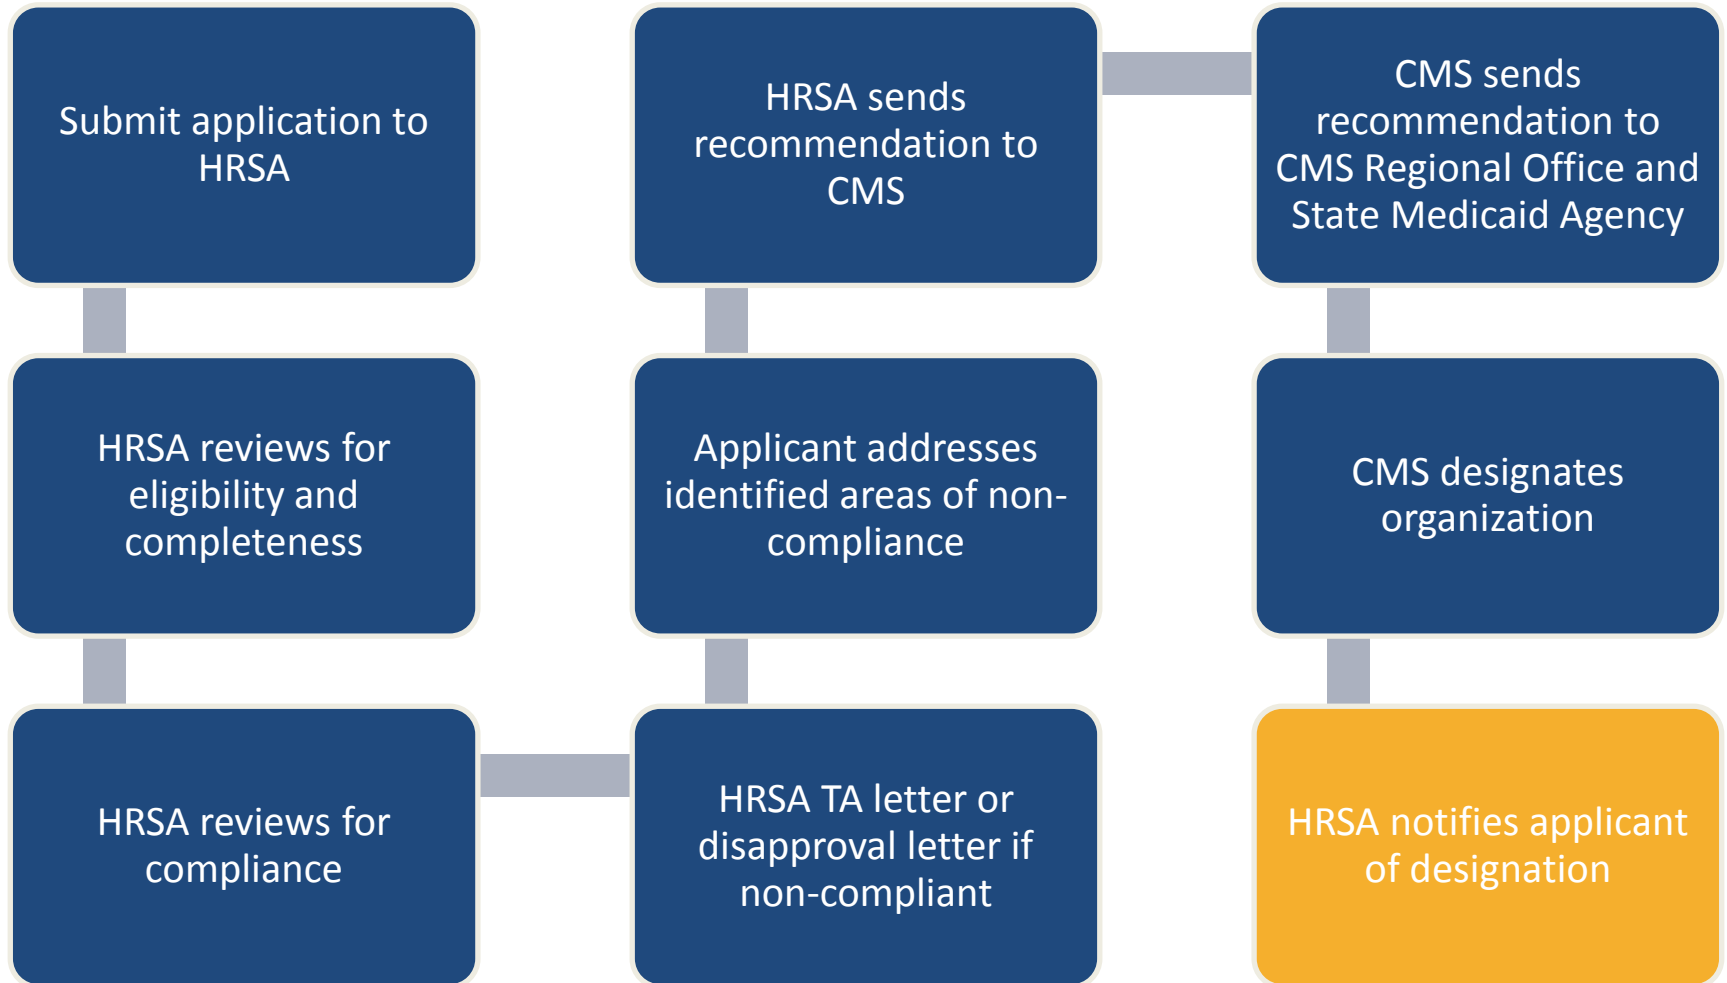 Submit application to
HRSA
HRSA reviews for
eligibility and
completeness
HRSA reviews for
compliance
HRSA TA letter or
disapproval letter if
non-compliant
Applicant addresses
identified areas of non-
compliance
HRSA sends
recommendation to
CMS
CMS sends
recommendation to
CMS Regional Office and
State Medicaid Agency
CMS designates
organization
HRSA notifies applicant
of designation